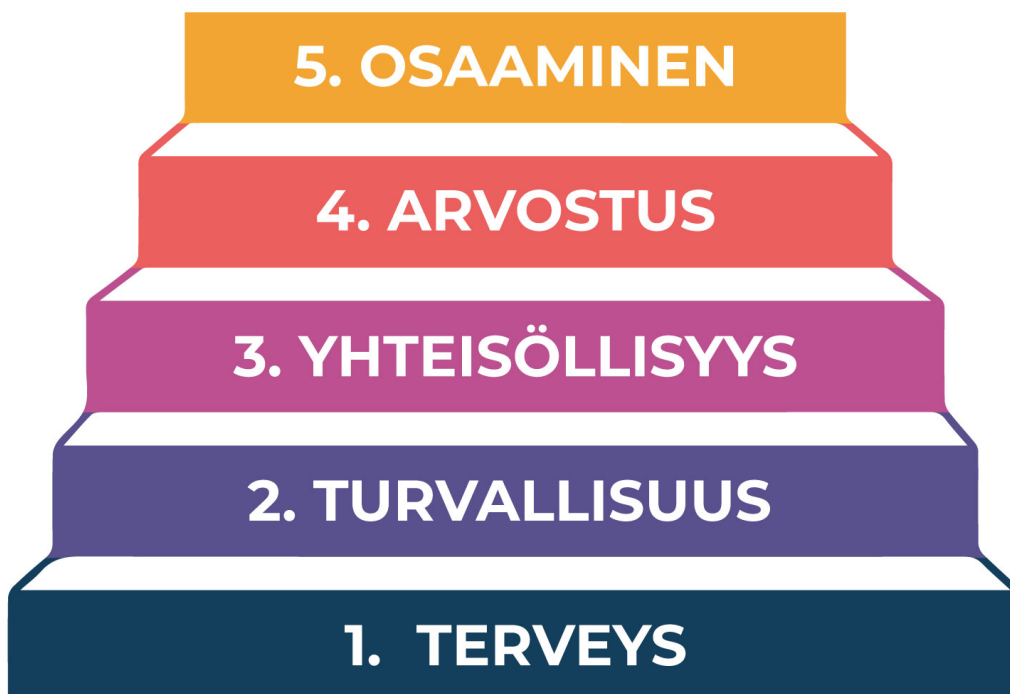 5. OSAAMINEN
4. ARVOSTUS
3. YHTEISÖLLISYYS
2. TURVALLISUUS
1. TERVEYS